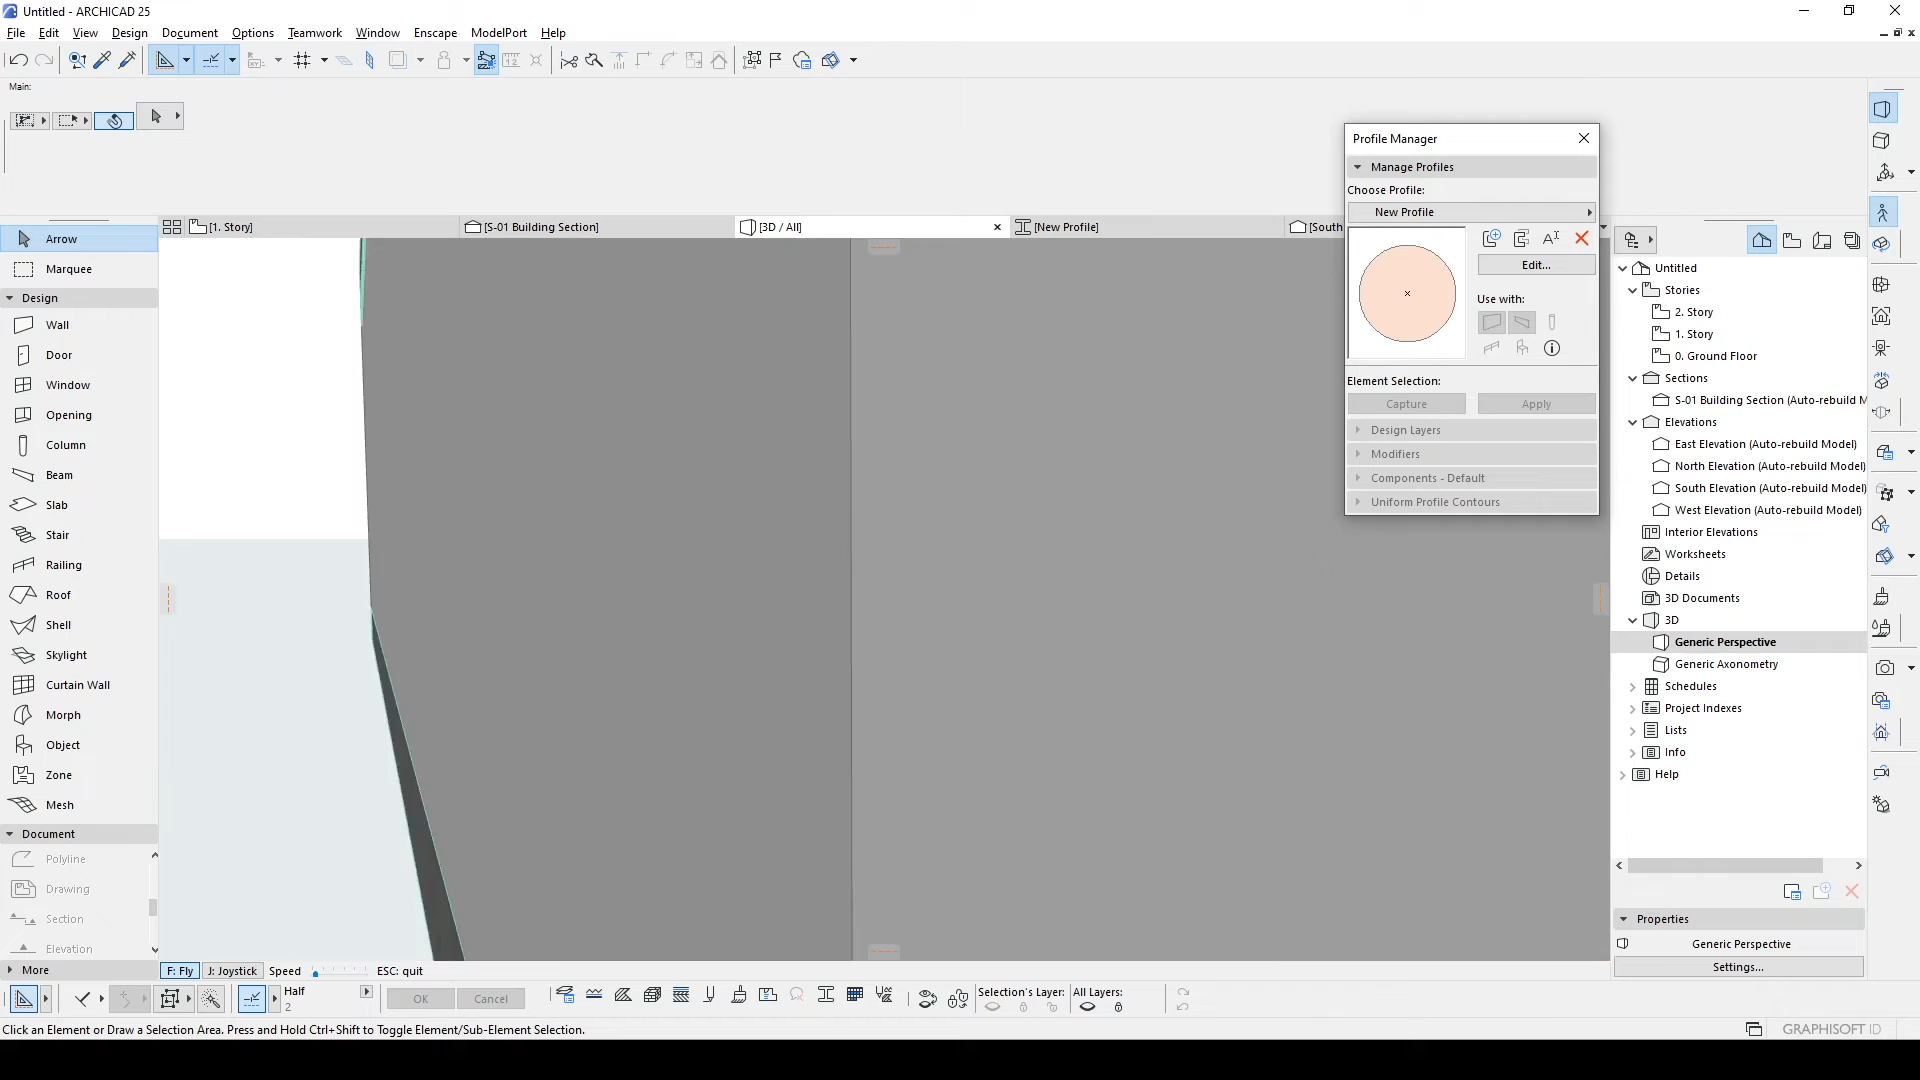 Untitled - ARCHICAD 25
File Edit View Design Document Options Teamwork Window Enscape ModelPort Help
Main:
[1. Story]
[S-01 Building Section]
[3D / All]
[New Profile]
[South
Arrow
Marquee
Design
Wall
Door
Window
Opening
Column
Beam
Slab
Stair
Railing
Roof
Shell
Skylight
Curtain Wall
Morph
Object
Zone
Mesh
Document
Polyline
Drawing
Section
Elevation
More
Profile Manager
Manage Profiles
Choose Profile:
New Profile
Edit...
Use with:
Element Selection:
Capture Apply
Design Layers
Modifiers
Components - Default
Uniform Profile Contours
Untitled
Stories
2. Story
1. Story
0. Ground Floor
Sections
S-01 Building Section (Auto-rebuild M
Elevations
East Elevation (Auto-rebuild Model)
North Elevation (Auto-rebuild Model)
South Elevation (Auto-rebuild Model)
West Elevation (Auto-rebuild Model)
Interior Elevations
Worksheets
Details
3D Documents
3D
Generic Perspective
Generic Axonometry
Schedules
Project Indexes
Lists
Info
Help
Properties
Generic Perspective
Settings...
F: Fly J: Joystick Speed ESC: quit
Half
2
OK Cancel
Selection's Layer: All Layers:
Click an Element or Draw a Selection Area. Press and Hold Ctrl+Shift to Toggle Element/Sub-Element Selection.
GRAPHISOFT ID